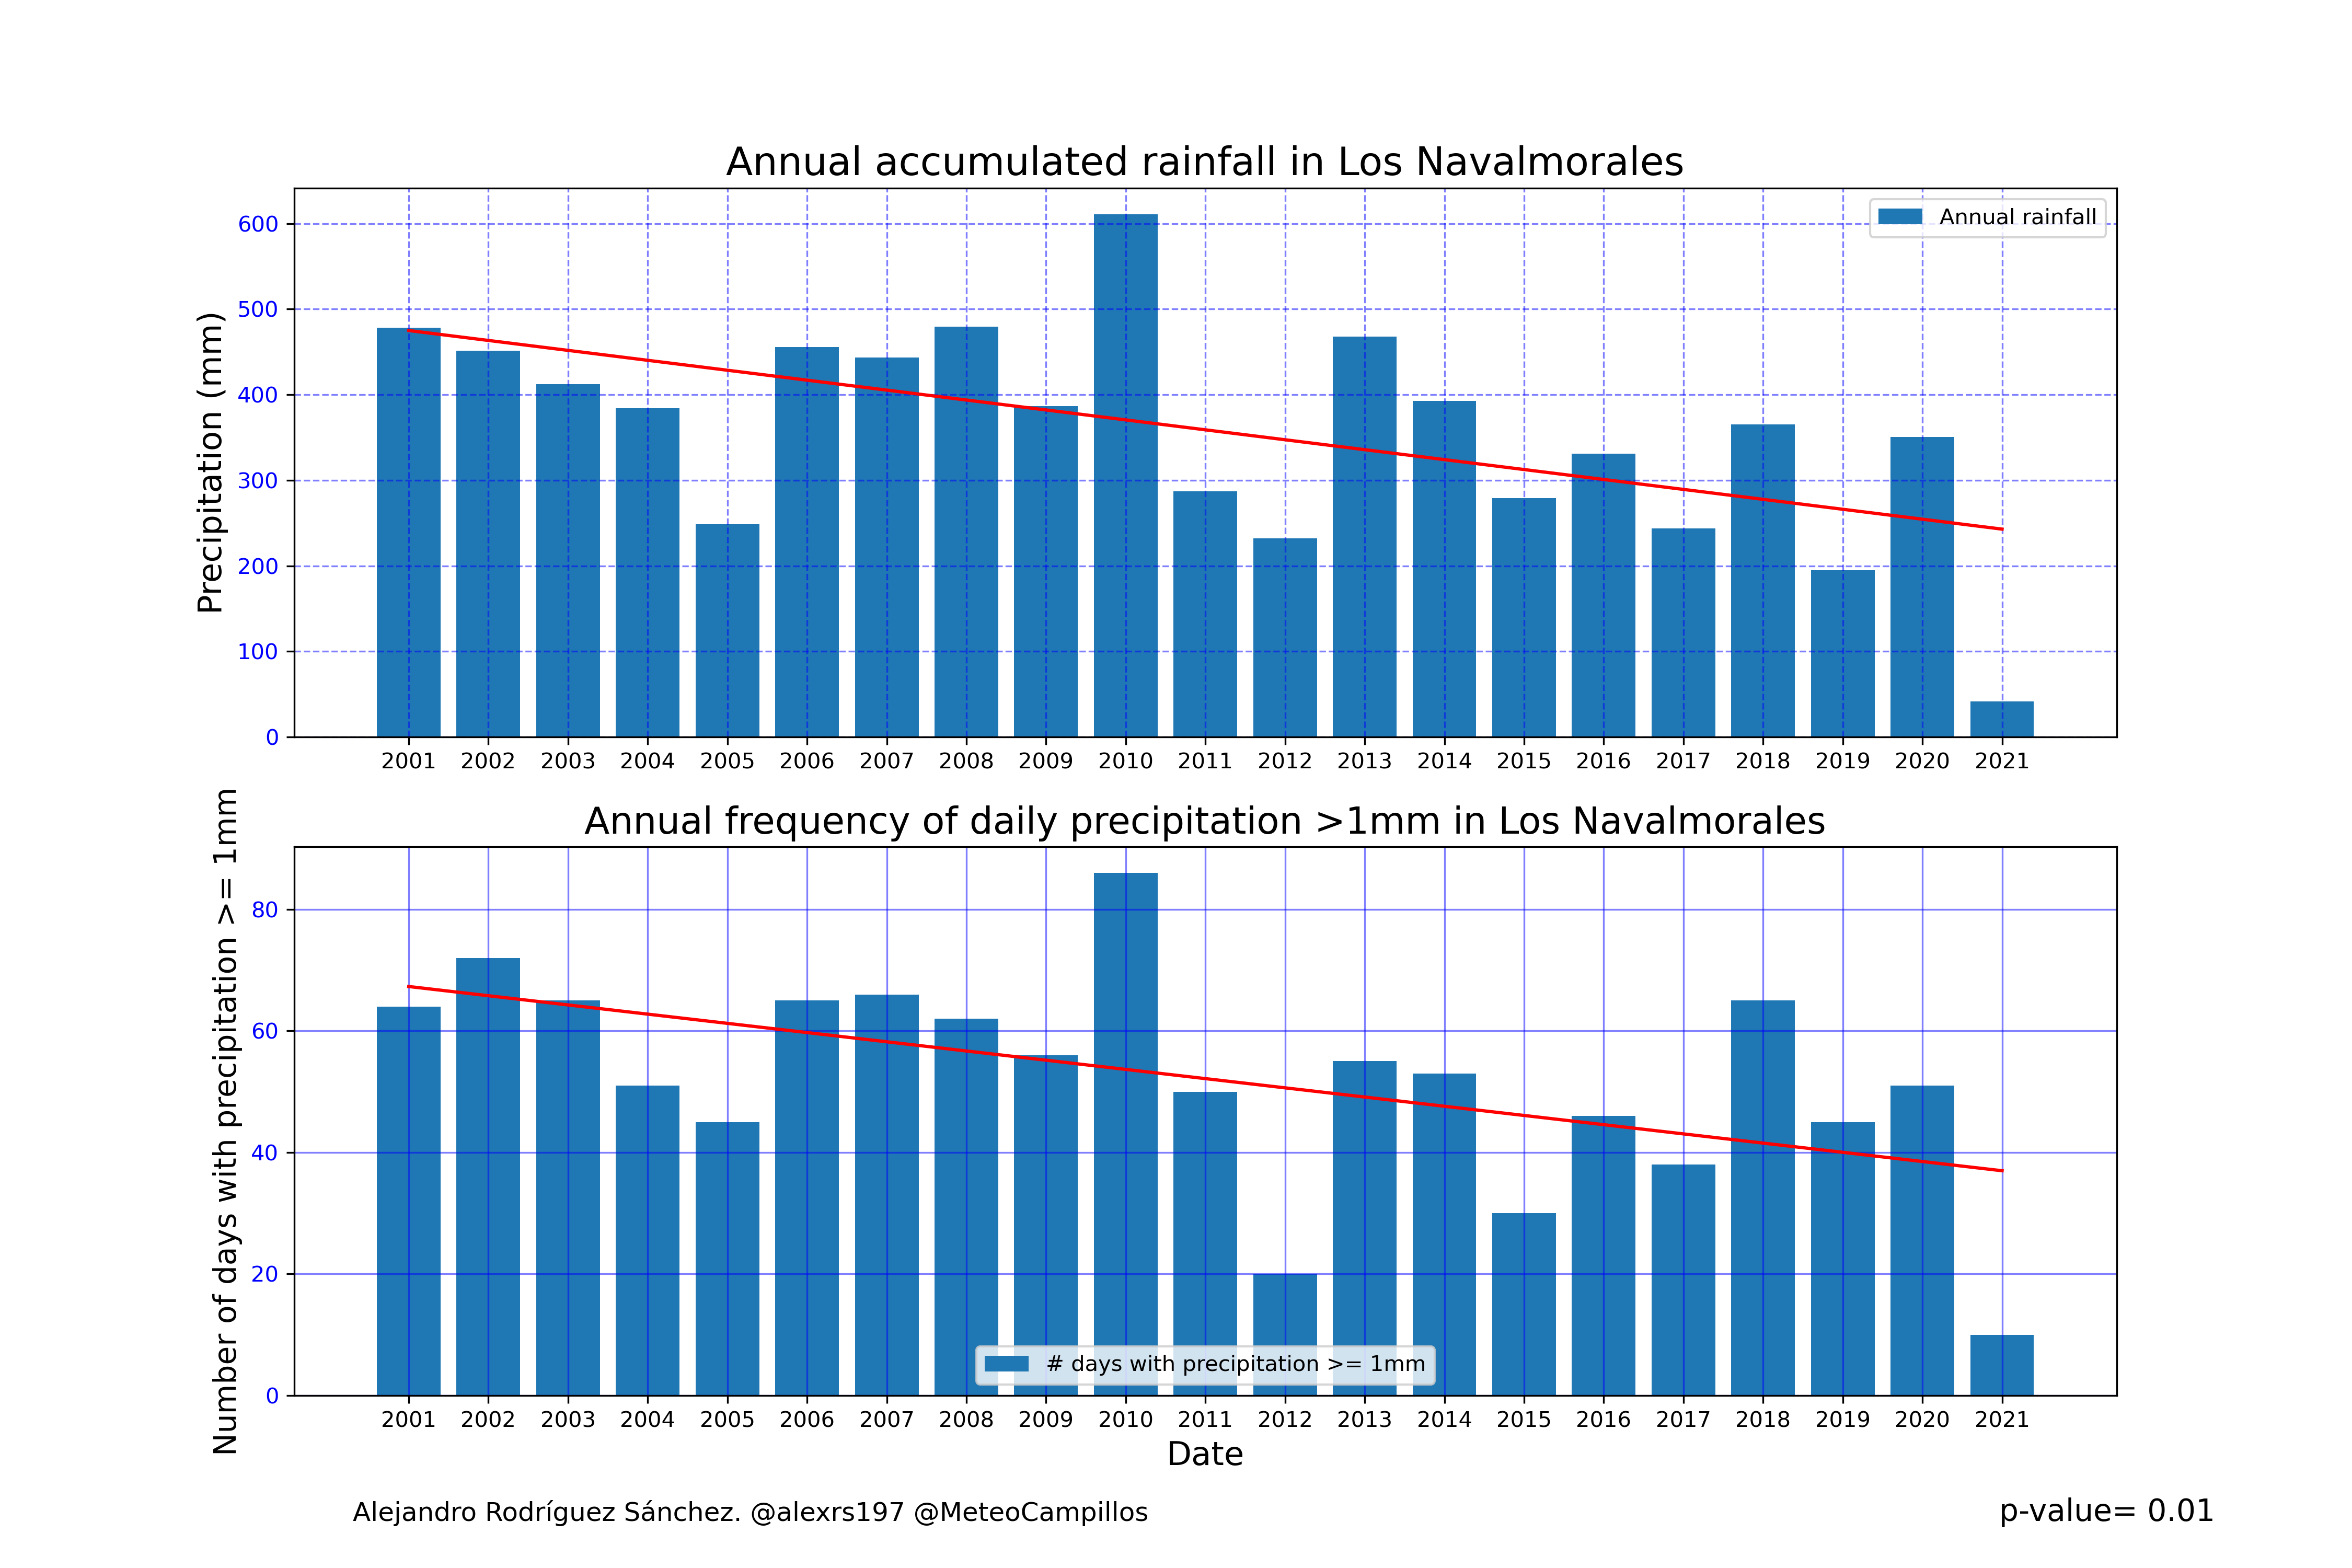 Annual accumulated rainfall in Los Navalmorales
Precipitation (mm)
600
500
400
300
200
100
0
Annual rainfall
2001 2002 2003 2004 2005 2006 2007 2008 2009 2010 2011 2012 2013 2014 2015 2016 2017 2018 2019 2020 2021
Annual frequency of daily precipitation >1mm in Los Navalmorales
Number of days with precipitation >= 1mm
80
60
40
20
0
# days with precipitation >= 1mm
2001 2002 2003 2004 2005 2006 2007 2008 2009 2010 2011 2012 2013 2014 2015 2016 2017 2018 2019 2020 2021
Date
Alejandro Rodríguez Sánchez. @alexrs197 @MeteoCampillos
p-value= 0.01